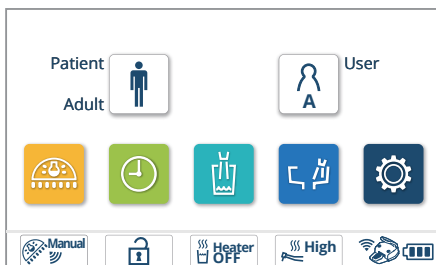 Patient
User
Adult
A
Manual
Heater
OFF
High